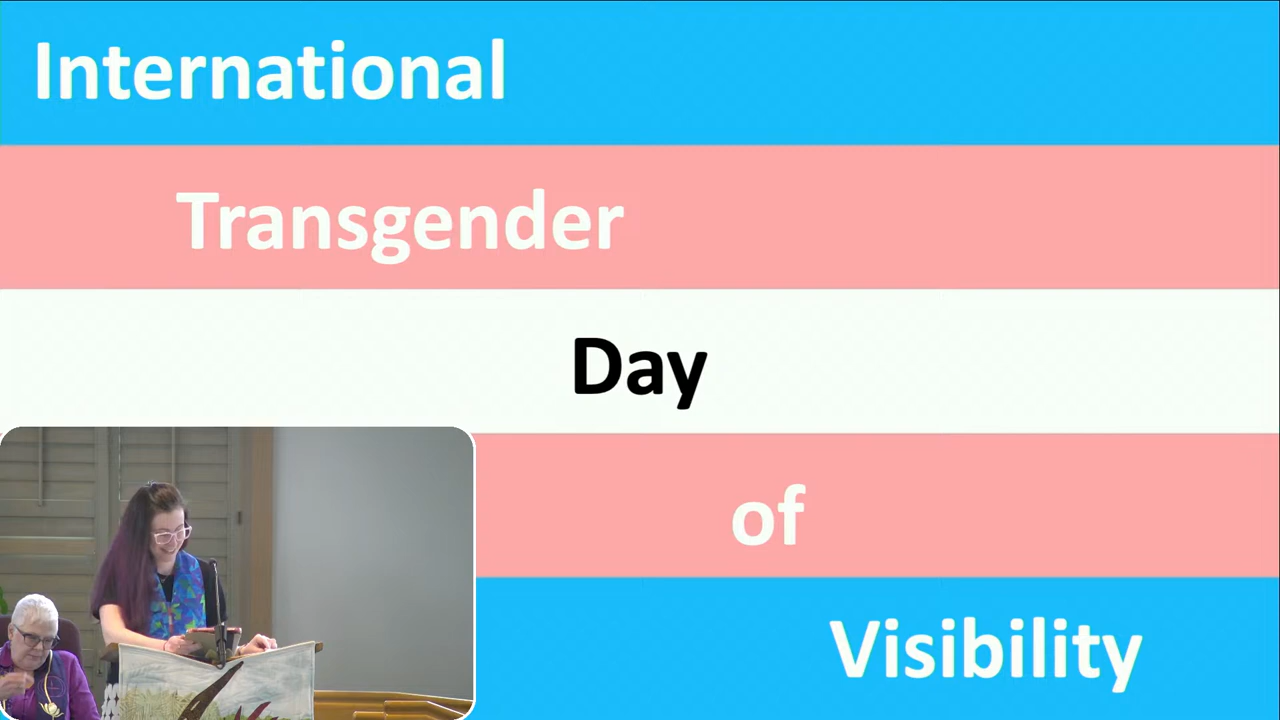 International
Transgender
Day
of
Visibility